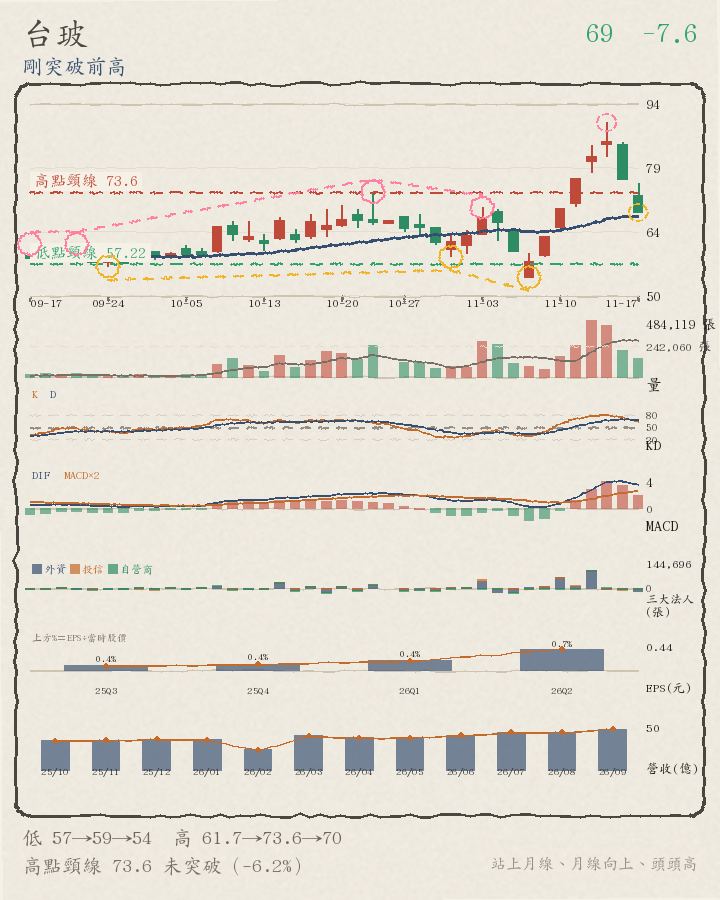 台玻
69 -7.6
剛突破前高
94
高點頸線 73.6
79
64
低點頸線 57.22
50
09-17 09-24 10-05 10-13 10-20 10-27 11-03 11-10 11-17
484,119 張
242,060 張
量
K D
80
50
20
KD
DIF MACD×2
4
0
MACD
外資 投信 自營商
144,696
0
三大法人
(張)
上方%=EPS÷當時股價
0.4% 0.4% 0.4% 0.7%
0.44
25Q3 25Q4 26Q1 26Q2
EPS(元)
50
25/10 25/11 25/12 26/01 26/02 26/03 26/04 26/05 26/06 26/07 26/08 26/09
營收(億)
低 57→59→54 高 61.7→73.6→70
高點頸線 73.6 未突破 (-6.2%)
站上月線、月線向上、頭頭高